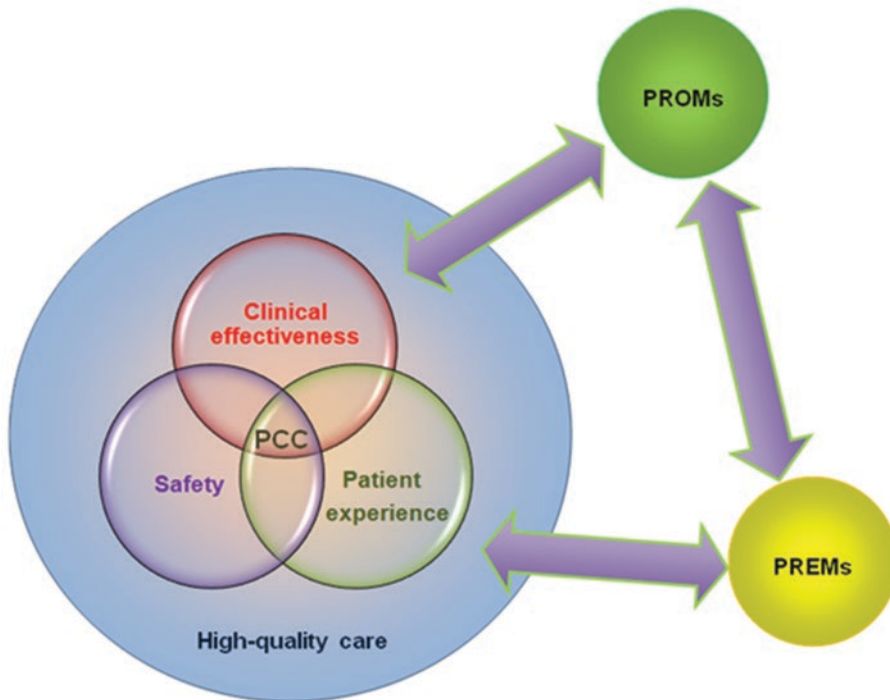 PROMs
Clinical
effectiveness
PCC
Safety
Patient
experience
PREMs
High-quality care